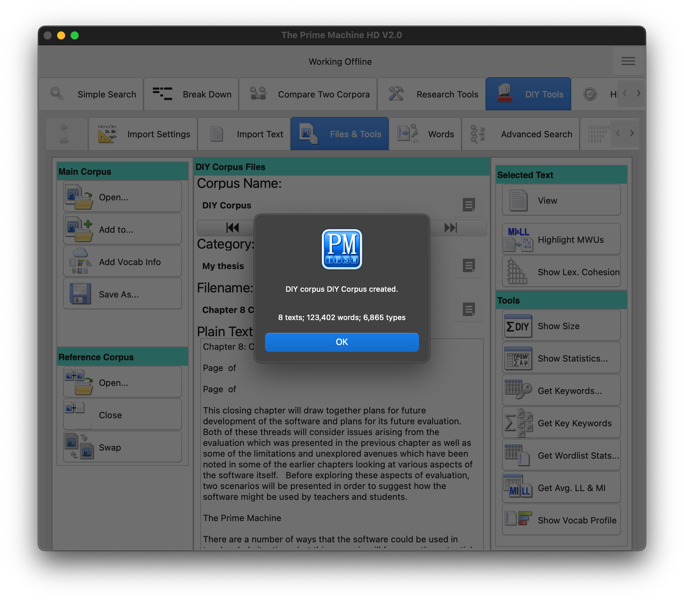 The Prime Machine HD V2.0
Working Offline
Simple Search
Break Down
Compare Two Corpora
Research Tools
DIY Tools
Import Settings
Import Text
Files & Tools
Words
Advanced Search
Main Corpus
Open...
Add to...
Add Vocab Info
Save As...
Reference Corpus
Open...
Close
Swap
DIY Corpus Files
Corpus Name:
DIY Corpus
Category:
My thesis
Filename:
Chapter 8 C
Plain Text
Chapter 8: C
Page of
Page of
This closing chapter will draw together plans for future
development of the software and plans for its future evaluation.
Both of these threads will consider issues arising from the
evaluation which was presented in the previous chapter as well as
some of the limitations and unexplored avenues which have been
noted in some of the earlier chapters looking at various aspects of
the software itself. Before exploring these aspects of evaluation,
two scenarios will be presented in order to suggest how the
software might be used by teachers and students.
The Prime Machine
There are a number of ways that the software could be used in
PM
DIY corpus DIY Corpus created.
8 texts; 123,402 words; 6,865 types
OK
Selected Text
View
Highlight MWUs
Show Lex. Cohesion
Tools
Show Size
Show Statistics...
Get Keywords...
Get Key Keywords
Get Wordlist Stats...
Get Avg. LL & MI
Show Vocab Profile